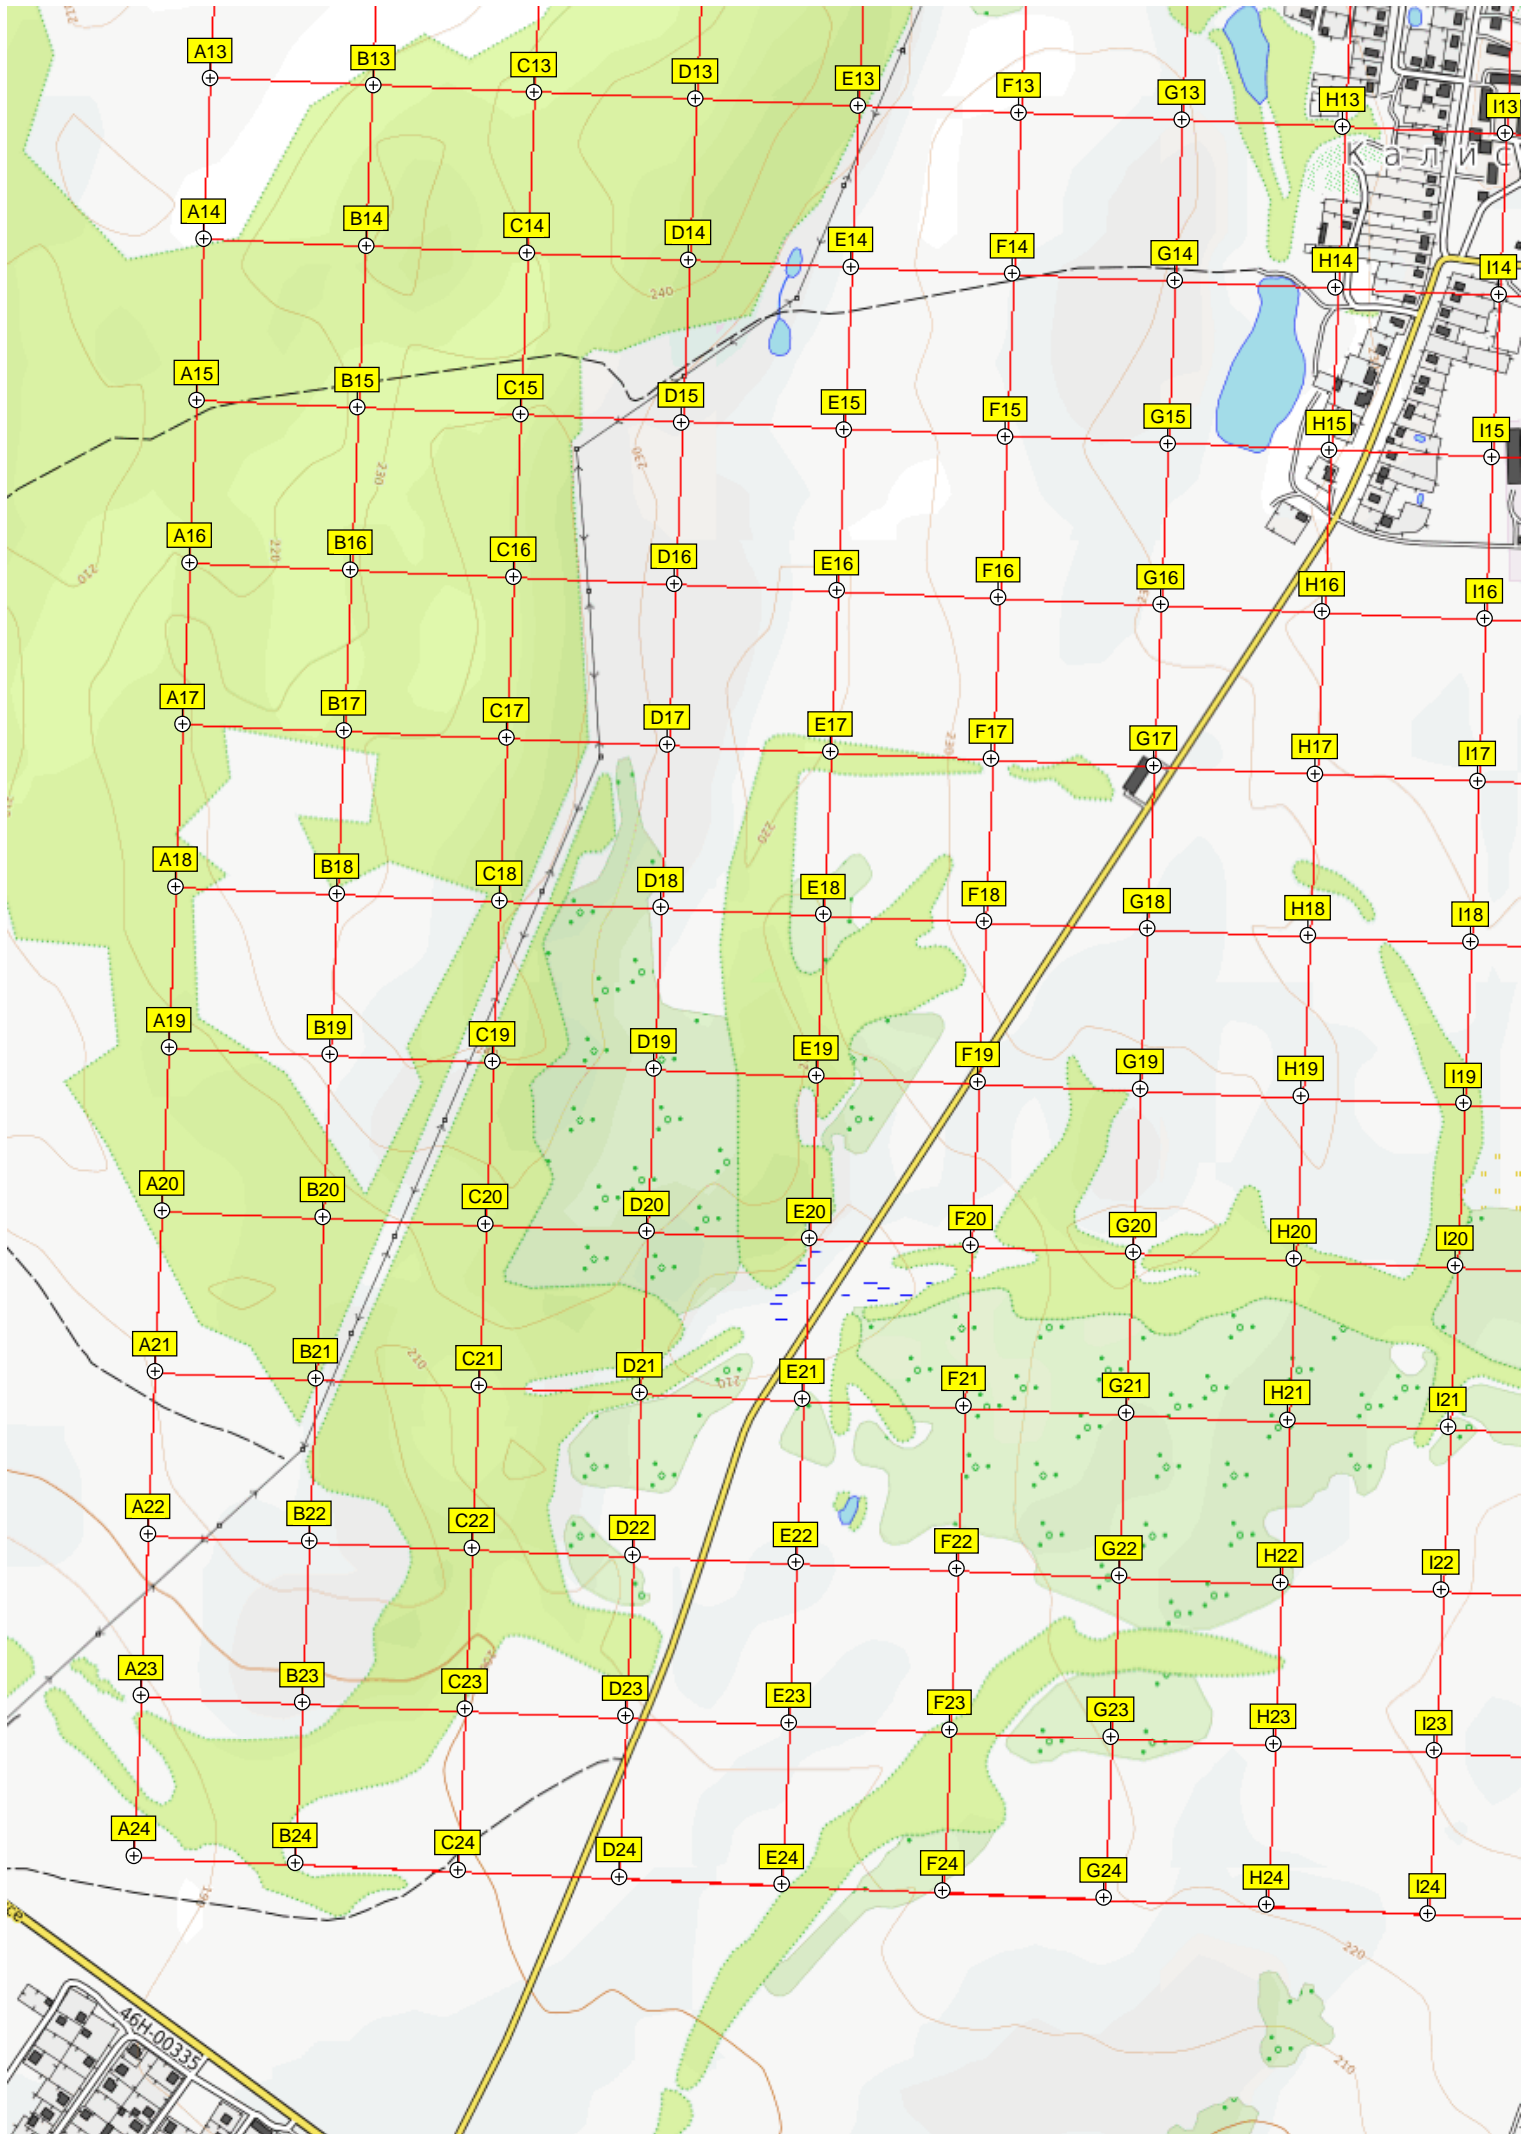 A13 B13 C13 D13 E13 F13 G13 H13 I13
Калис
A14 B14 C14 D14 E14 F14 G14 H14 I14
240
A15 B15 C15 D15 E15 F15 G15 H15 I15
230 230
A16 B16 C16 D16 E16 F16 G16 H16 I16
220
210
A17 B17 C17 D17 E17 F17 G17 H17 I17
230
220
A18 B18 C18 D18 E18 F18 G18 H18 I18
A19 B19 C19 D19 E19 F19 G19 H19 I19
A20 B20 C20 D20 E20 F20 G20 H20 I20
A21 B21 C21 D21 E21 F21 G21 H21 I21
210
210
A22 B22 C22 D22 E22 F22 G22 H22 I22
A23 B23 C23 D23 E23 F23 G23 H23 I23
A24 B24 C24 D24 E24 F24 G24 H24 I24
190
220
46Н-00335
210